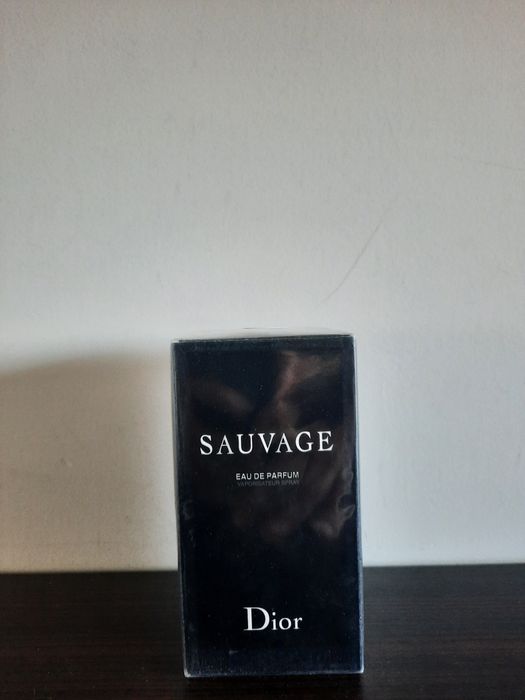 SAUVAGE
EAU DE PARFUM
VAPORISATEUR SPRAY
Dior